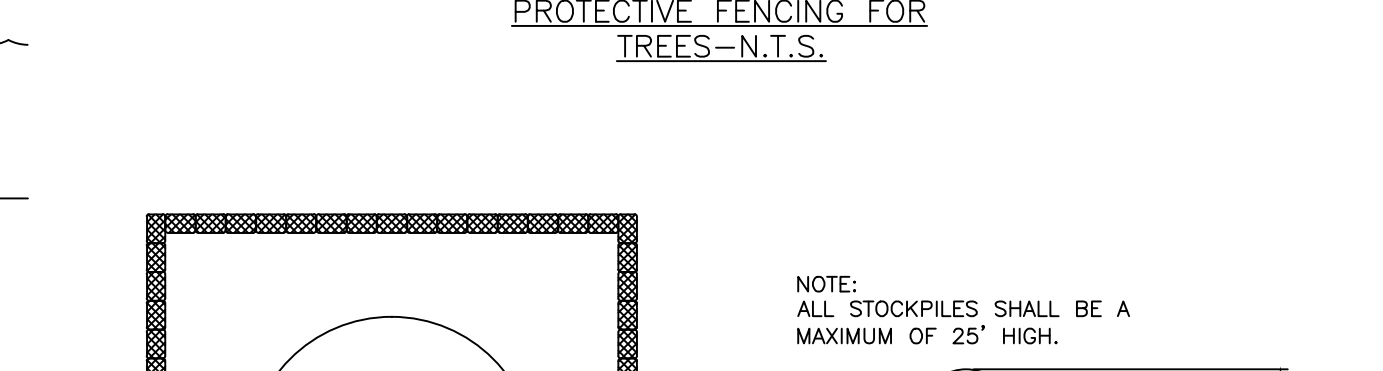 PROTECTIVE FENCING FOR
TREES-N.T.S.
NOTE:
ALL STOCKPILES SHALL BE A
MAXIMUM OF 25' HIGH.